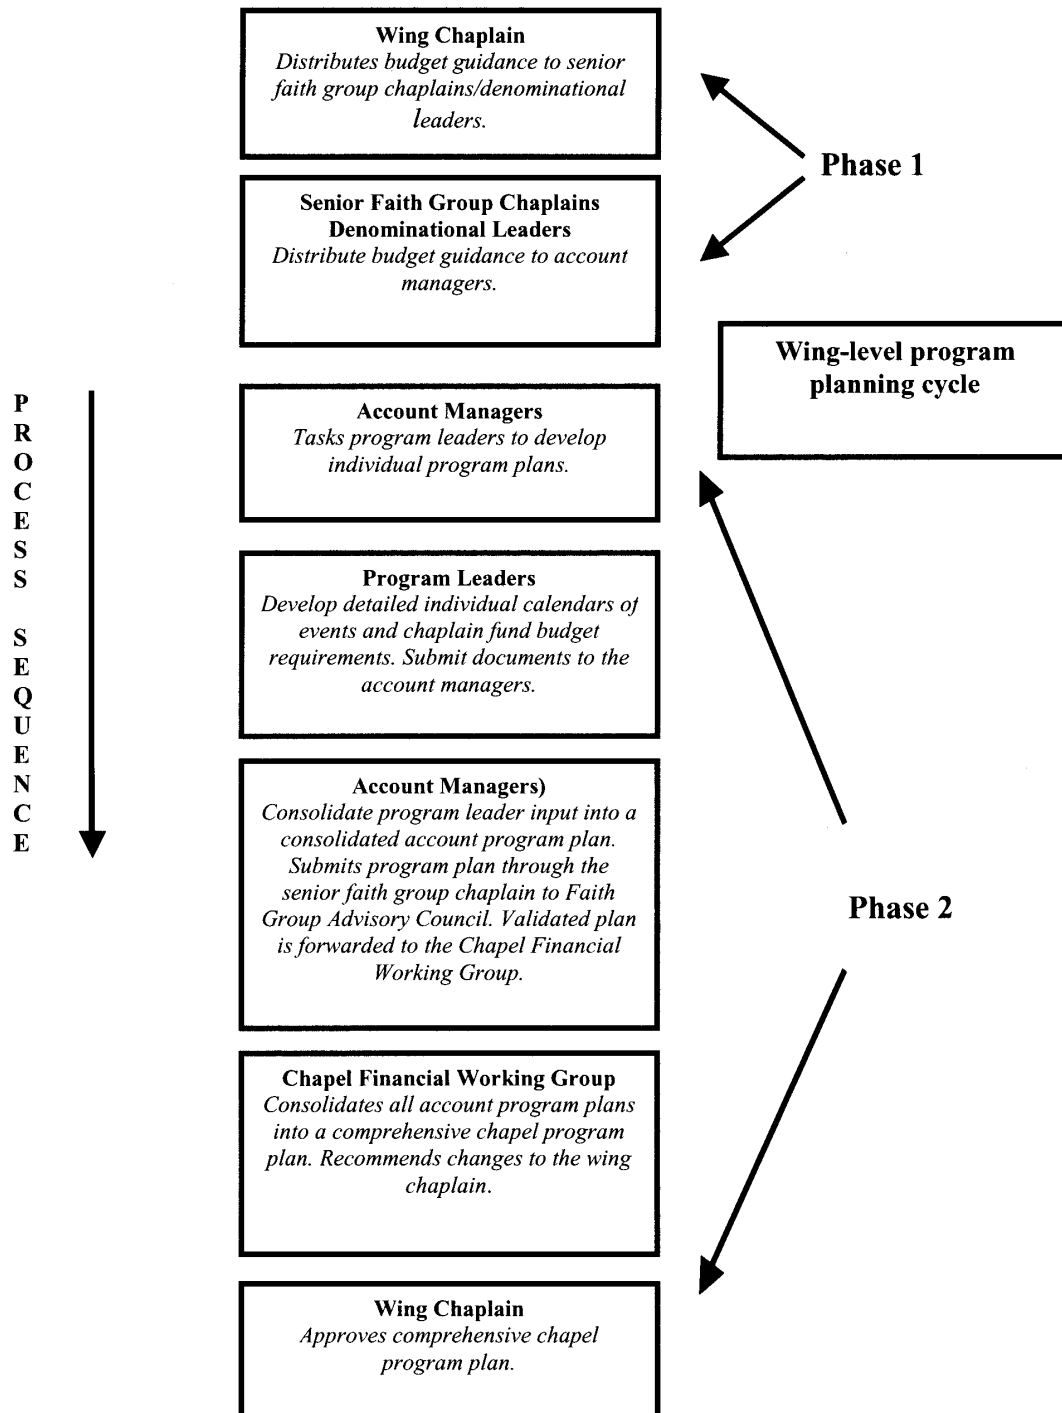 Wing Chaplain
Distributes budget guidance to senior
faith group chaplains/denominational
leaders.
Phase 1
Senior Faith Group Chaplains
Denominational Leaders
Distribute budget guidance to account
managers.
Wing-level program
planning cycle
PROCESS SEQUENCE
Account Managers
Tasks program leaders to develop
individual program plans.
Program Leaders
Develop detailed individual calendars of
events and chaplain fund budget
requirements. Submit documents to the
account managers.
Account Managers)
Consolidate program leader input into a
consolidated account program plan.
Submits program plan through the
senior faith group chaplain to Faith
Group Advisory Council. Validated plan
is forwarded to the Chapel Financial
Working Group.
Phase 2
Chapel Financial Working Group
Consolidates all account program plans
into a comprehensive chapel program
plan. Recommends changes to the wing
chaplain.
Wing Chaplain
Approves comprehensive chapel
program plan.